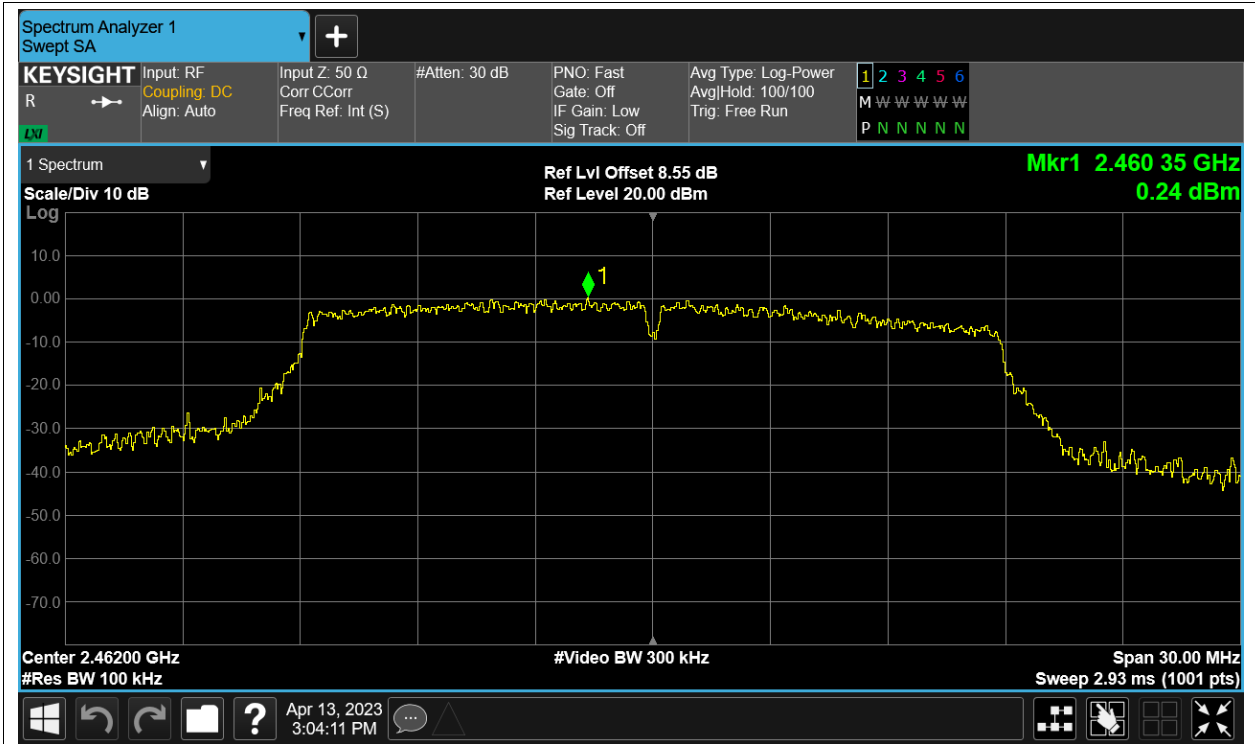 Spectrum Analyzer 1
Swept SA
KEYSIGHT
R
LXI
Input: RF
Coupling: DC
Align: Auto
Input Z: 50 Ω
Corr CCorr
Freq Ref: Int (S)
#Atten: 30 dB
PNO: Fast
Gate: Off
IF Gain: Low
Sig Track: Off
Avg Type: Log-Power
Avg|Hold: 100/100
Trig: Free Run
1 2 3 4 5 6
M W W W W W
P N N N N N
1 Spectrum
Scale/Div 10 dB
Log
Ref Lvl Offset 8.55 dB
Ref Level 20.00 dBm
Mkr1 2.460 35 GHz
0.24 dBm
1
10.0
0.00
-10.0
-20.0
-30.0
-40.0
-50.0
-60.0
-70.0
Center 2.46200 GHz
#Res BW 100 kHz
#Video BW 300 kHz
Span 30.00 MHz
Sweep 2.93 ms (1001 pts)
?
Apr 13, 2023
3:04:11 PM